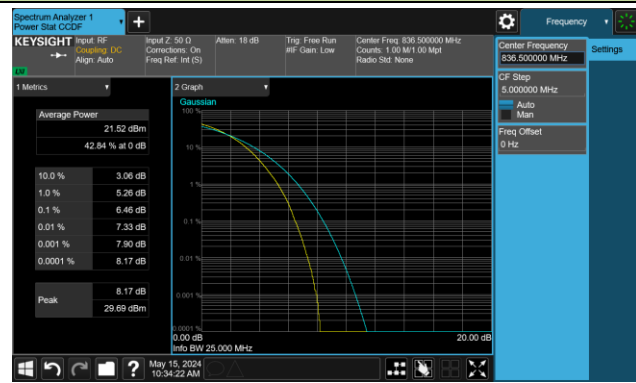 Spectrum Analyzer 1
Power Stat CCDF
Frequency
KEYSIGHT
Input: RF
Coupling: DC
Align: Auto
Input Z: 50 Ω
Corrections: On
Freq Ref: Int (S)
Atten: 18 dB
Trig: Free Run
#IF Gain: Low
Center Freq: 836.500000 MHz
Counts: 1.00 M/1.00 Mpt
Radio Std: None
Center Frequency
836.500000 MHz
Settings
CF Step
5.000000 MHz
Auto
Man
Freq Offset
0 Hz
1 Metrics
Average Power
21.52 dBm
42.84 % at 0 dB
10.0 % 3.06 dB
1.0 % 5.26 dB
0.1 % 6.46 dB
0.01 % 7.33 dB
0.001 % 7.90 dB
0.0001 % 8.17 dB
Peak
8.17 dB
29.69 dBm
2 Graph
Gaussian
100 %
10 %
1 %
0.1 %
0.01 %
0.001 %
0.0001 %
0.00 dB 20.00 dB
Info BW 25.000 MHz
May 15, 2024
10:34:22 AM